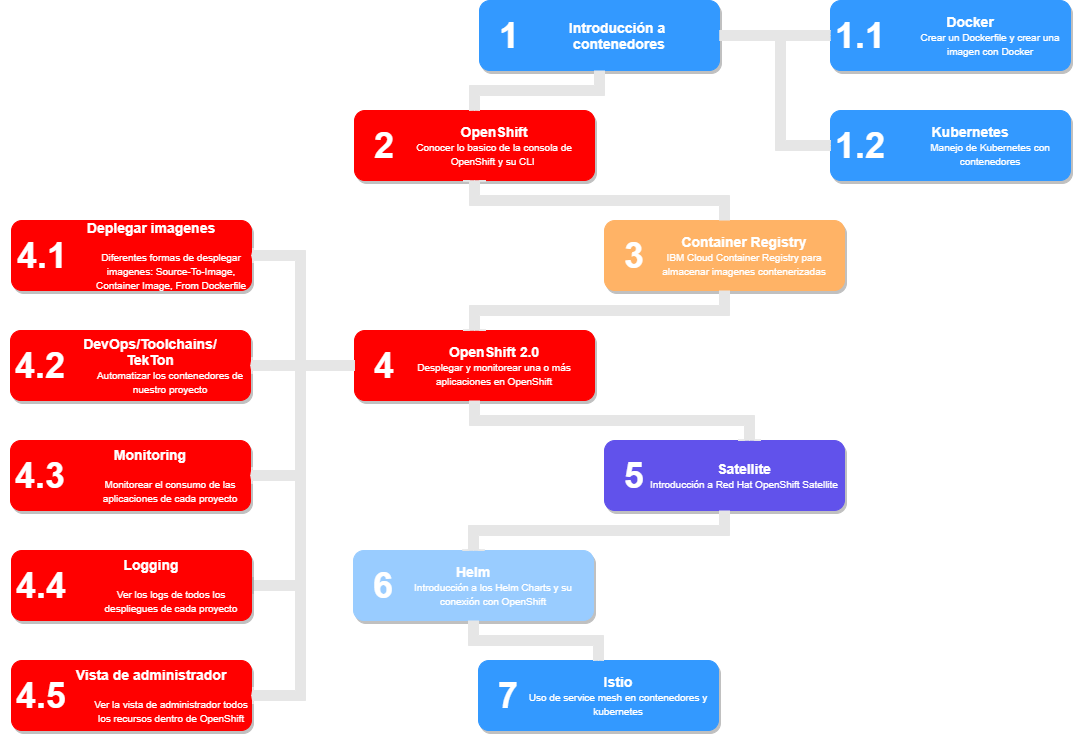 1
Introducción a
contenedores
1.1
Docker
Crear un Dockerfile y crear una
imagen con Docker
1.2
Kubernetes
Manejo de Kubernetes con
contenedores
2
OpenShift
Conocer lo basico de la consola de
OpenShift y su CLI
3
Container Registry
IBM Cloud Container Registry para
almacenar imagenes contenerizadas
4
OpenShift 2.0
Desplegar y monitorear una o más
aplicaciones en OpenShift
4.1
Deplegar imagenes
Diferentes formas de desplegar
imagenes: Source-To-Image,
Container Image, From Dockerfile
4.2
DevOps/Toolchains/
TekTon
Automatizar los contenedores de
nuestro proyecto
4.3
Monitoring
Monitorear el consumo de las
aplicaciones de cada proyecto
4.4
Logging
Ver los logs de todos los
despliegues de cada proyecto
4.5
Vista de administrador
Ver la vista de administrador todos
los recursos dentro de OpenShift
5
Satellite
Introducción a Red Hat OpenShift Satellite
6
Helm
Introducción a los Helm Charts y su
conexión con OpenShift
7
Istio
Uso de service mesh en contenedores y
kubernetes